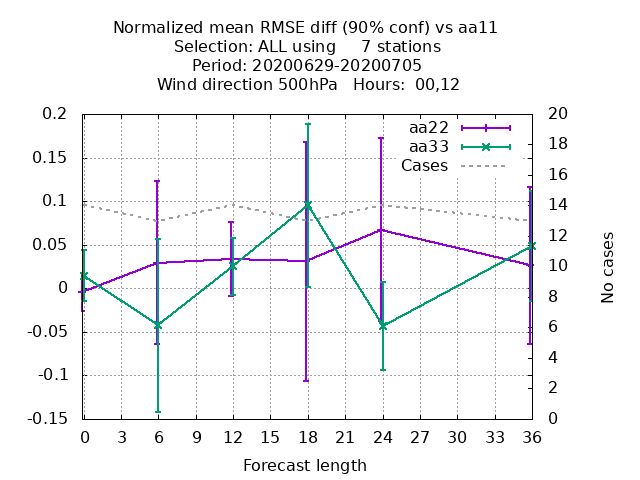 Normalized mean RMSE diff (90% conf) vs aa11
Selection: ALL using     7 stations
Period: 20200629-20200705
Wind direction 500hPa   Hours:  00,12
aa22
aa33
Cases
0.2
0.15
0.1
0.05
0
-0.05
-0.1
-0.15
20
18
16
14
12
10
8
6
4
2
0
No cases
0 3 6 9 12 15 18 21 24 27 30 33 36
Forecast length